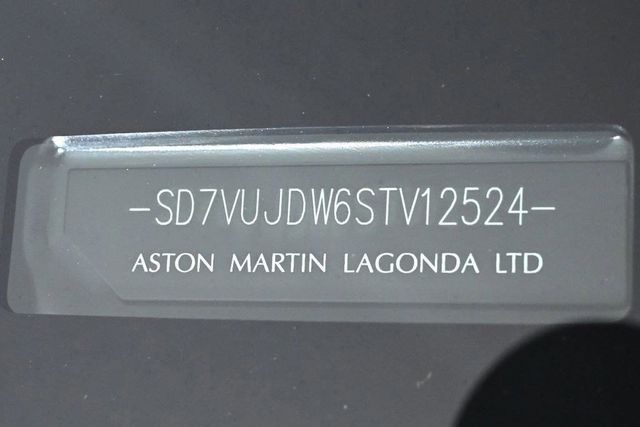 -SD7VUJDW6STV12524-
ASTON MARTIN LAGONDA LTD